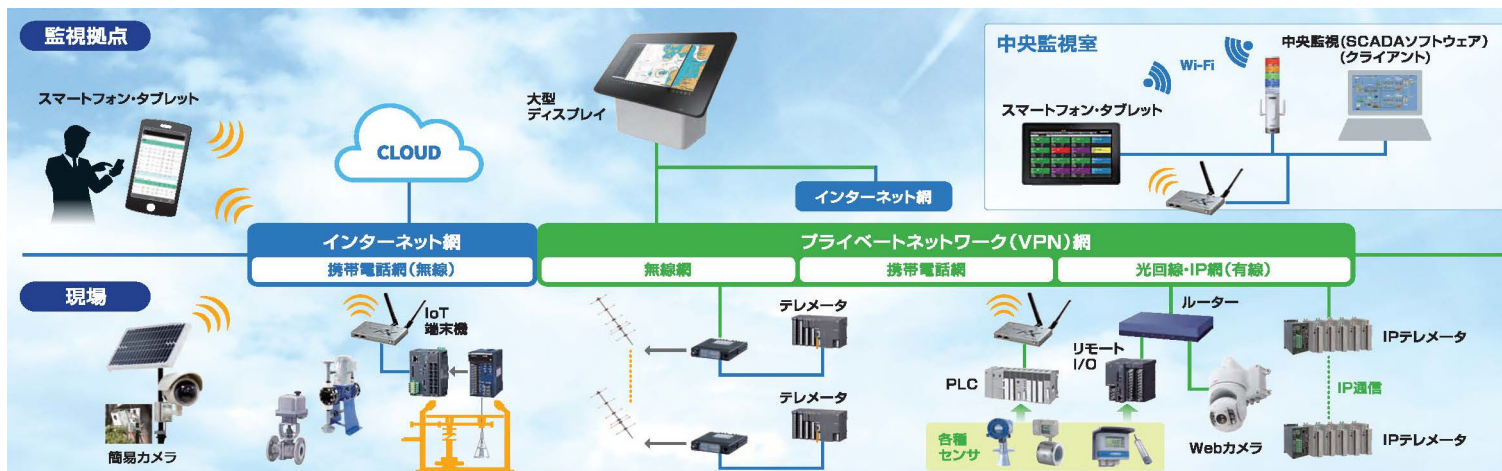 監視拠点
スマートフォン・タブレット
CLOUD
大型
ディスプレイ
インターネット網
中央監視室
Wi-Fi
中央監視(SCADAソフトウェア)
(クライアント)
スマートフォン・タブレット
インターネット網
携帯電話網(無線)
プライベートネットワーク(VPN)網
無線網
携帯電話網
光回線・IP網(有線)
現場
簡易カメラ
IoT
端末機
テレメータ
テレメータ
PLC
リモート
I/O
ルーター
各種
センサ
Webカメラ
IPテレメータ
IP通信
IPテレメータ